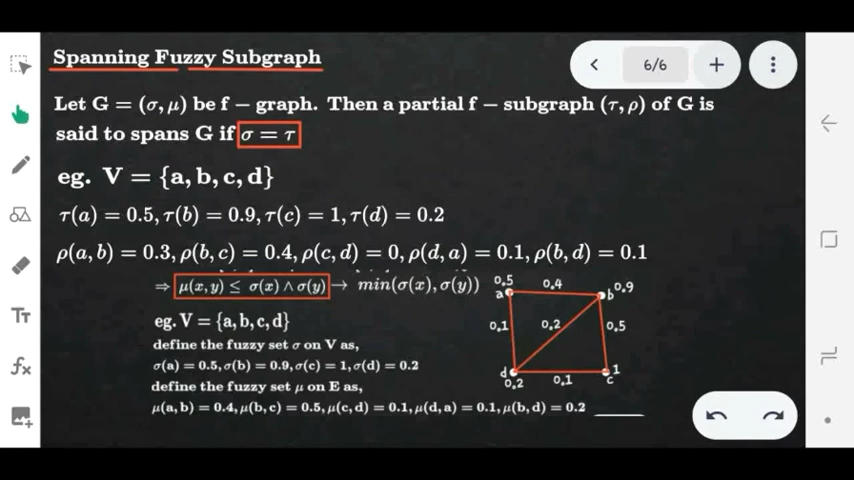 Spanning Fuzzy Subgraph
6/6
Let G = (σ, μ) be f − graph. Then a partial f − subgraph (τ, ρ) of G is
said to spans G if σ = τ
eg. V = {a, b, c, d}
τ(a) = 0.5, τ(b) = 0.9, τ(c) = 1, τ(d) = 0.2
ρ(a, b) = 0.3, ρ(b, c) = 0.4, ρ(c, d) = 0, ρ(d, a) = 0.1, ρ(b, d) = 0.1
⇒ μ(x, y) ≤ σ(x) ∧ σ(y) → min(σ(x), σ(y))
eg. V = {a, b, c, d}
define the fuzzy set σ on V as,
σ(a) = 0.5, σ(b) = 0.9, σ(c) = 1, σ(d) = 0.2
define the fuzzy set μ on E as,
μ(a, b) = 0.4, μ(b, c) = 0.5, μ(c, d) = 0.1, μ(d, a) = 0.1, μ(b, d) = 0.2
0.5 0.4
a b 0.9
0.1 0.2 0.5
d 1
0.2 0.1 c
Tт
fx